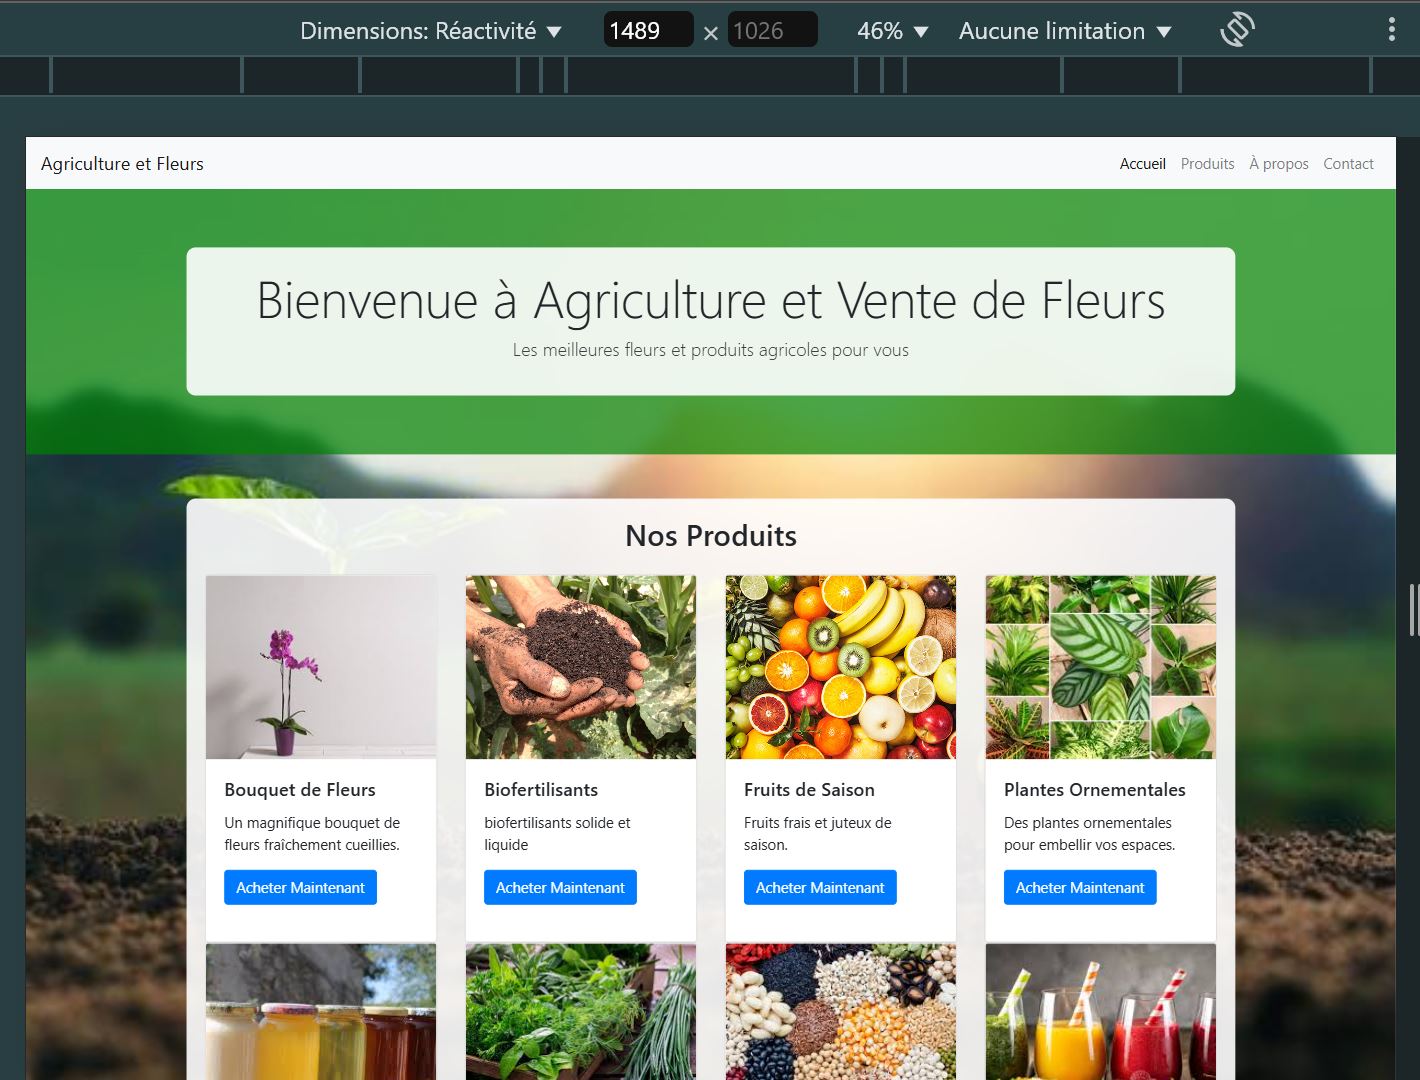 Dimensions: Réactivité ▼ 1489 × 1026 46% ▼ Aucune limitation ▼
Agriculture et Fleurs
Accueil Produits À propos Contact
Bienvenue à Agriculture et Vente de Fleurs
Les meilleures fleurs et produits agricoles pour vous
Nos Produits
Bouquet de Fleurs
Un magnifique bouquet de
fleurs fraîchement cueillies.
Acheter Maintenant
Biofertilisants
biofertilisants solide et
liquide
Acheter Maintenant
Fruits de Saison
Fruits frais et juteux de
saison.
Acheter Maintenant
Plantes Ornementales
Des plantes ornementales
pour embellir vos espaces.
Acheter Maintenant